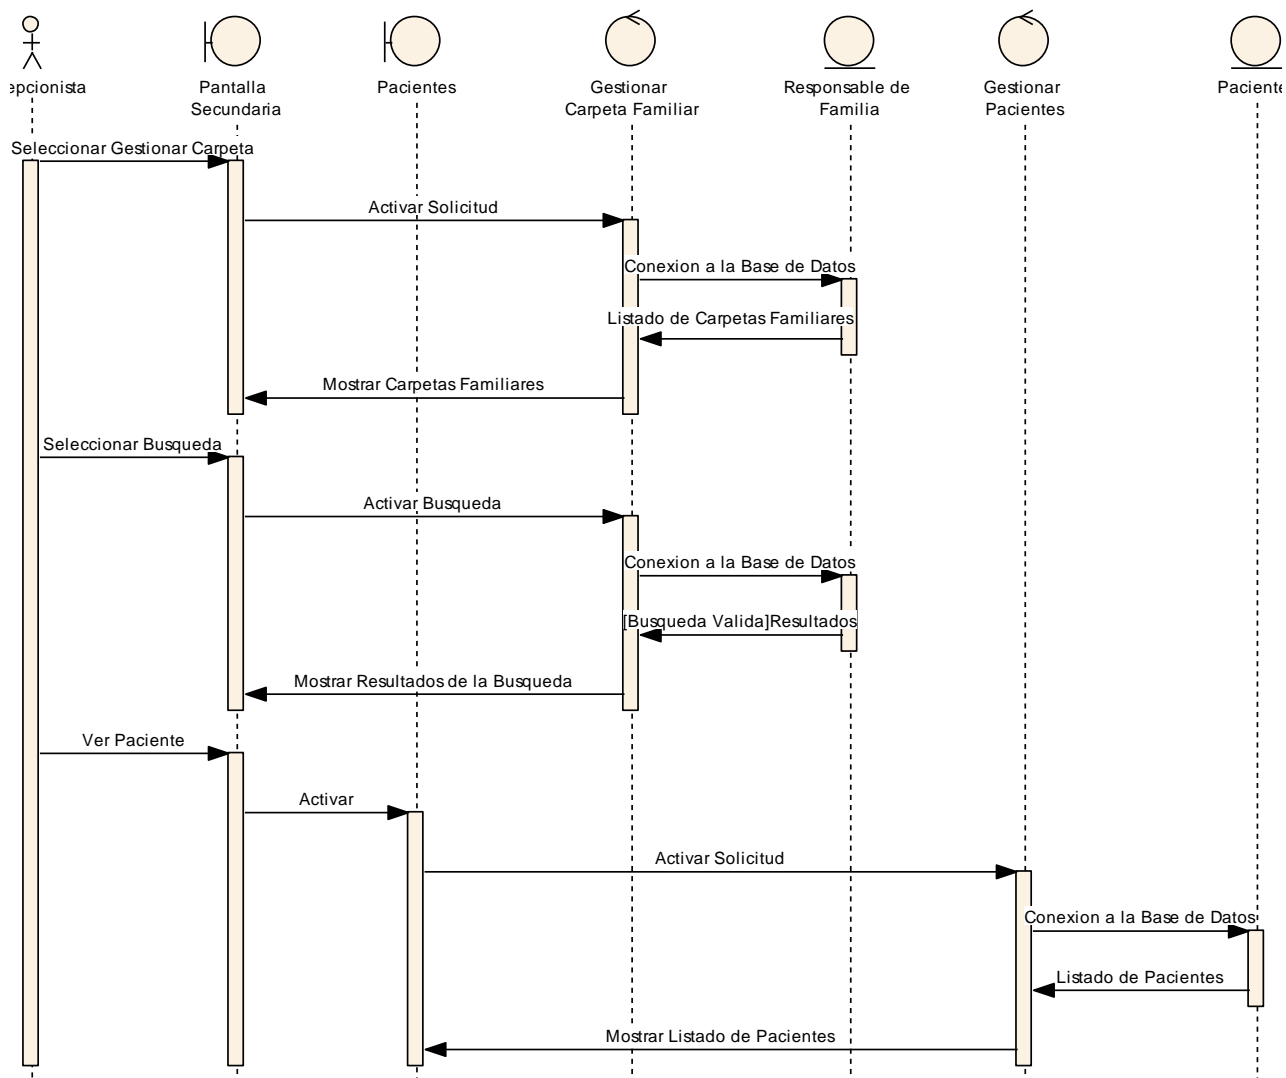 epcionista
Pantalla
Secundaria
Pacientes
Gestionar
Carpeta Familiar
Responsable de
Familia
Gestionar
Pacientes
Paciente
Seleccionar Gestionar Carpeta
Activar Solicitud
Conexion a la Base de Datos
Listado de Carpetas Familiares
Mostrar Carpetas Familiares
Seleccionar Busqueda
Activar Busqueda
Conexion a la Base de Datos
[Busqueda Valida]Resultados
Mostrar Resultados de la Busqueda
Ver Paciente
Activar
Activar Solicitud
Conexion a la Base de Datos
Listado de Pacientes
Mostrar Listado de Pacientes